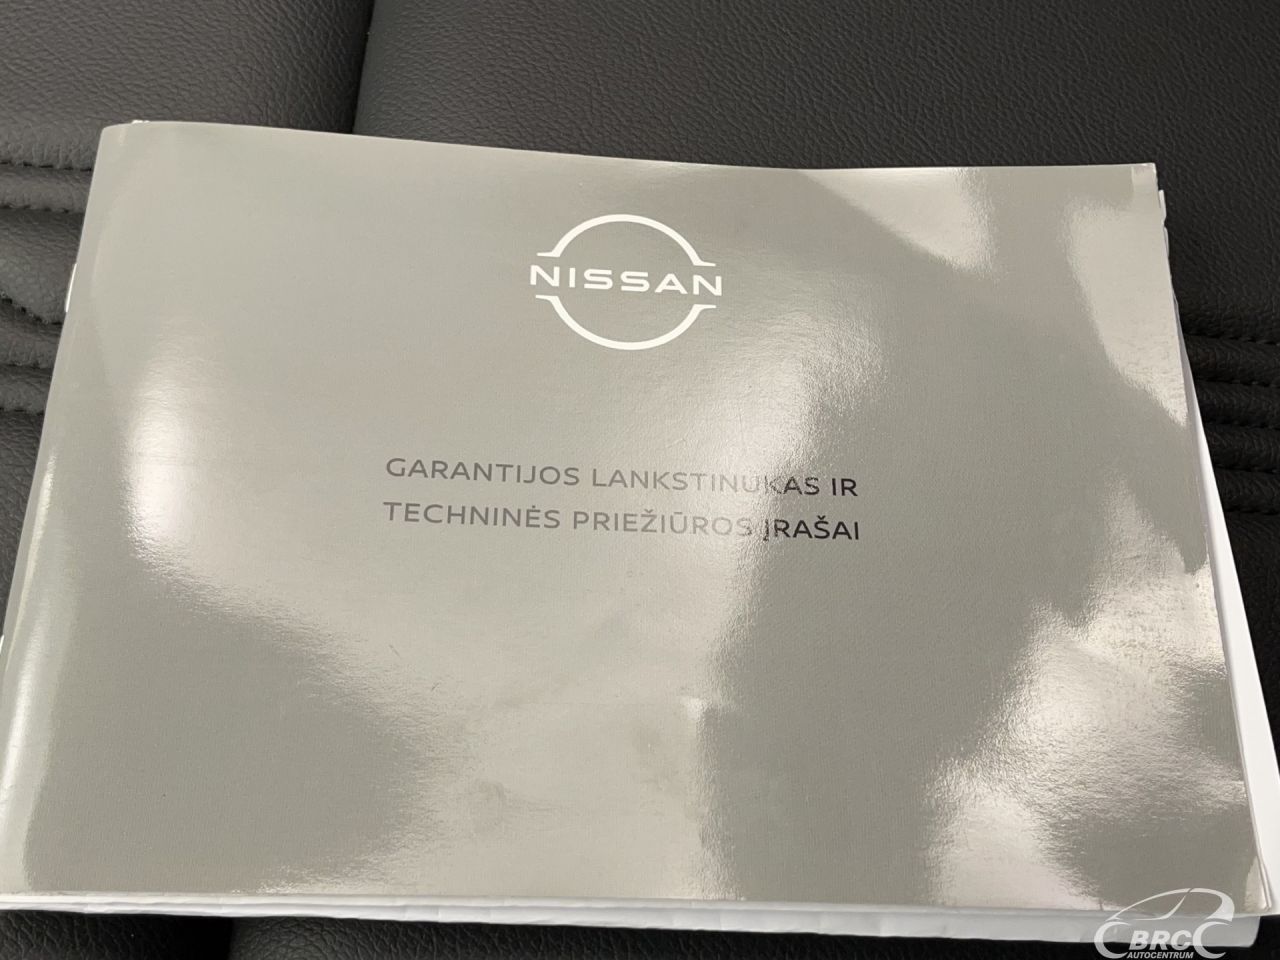 NISSAN
GARANTIJOS LANKSTINUKAS IR
TECHNINĖS PRIEŽIŪROS ĮRAŠAI
BRC
AUTOCENTRUM